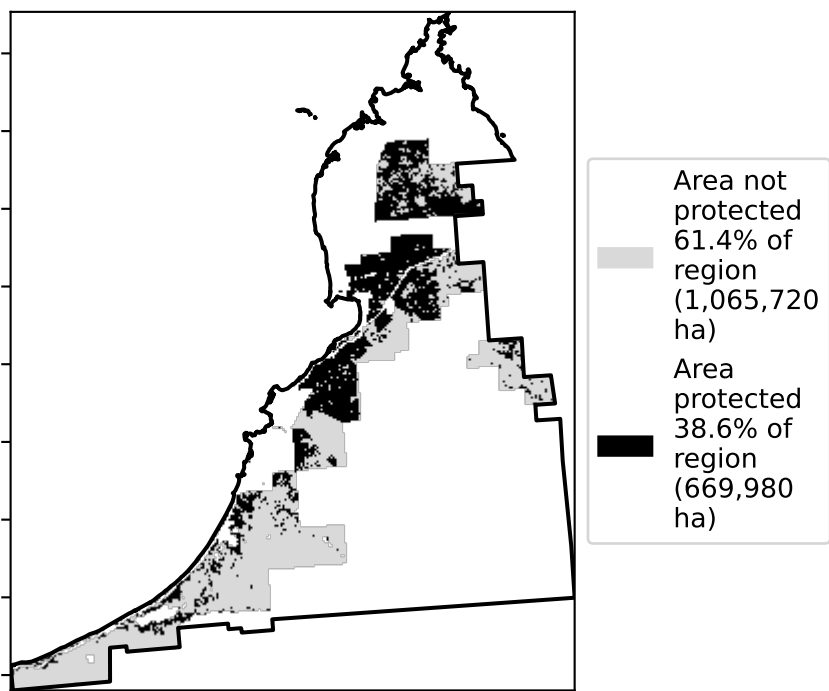 Area not
protected
61.4% of
region
(1,065,720
ha)
Area
protected
38.6% of
region
(669,980
ha)